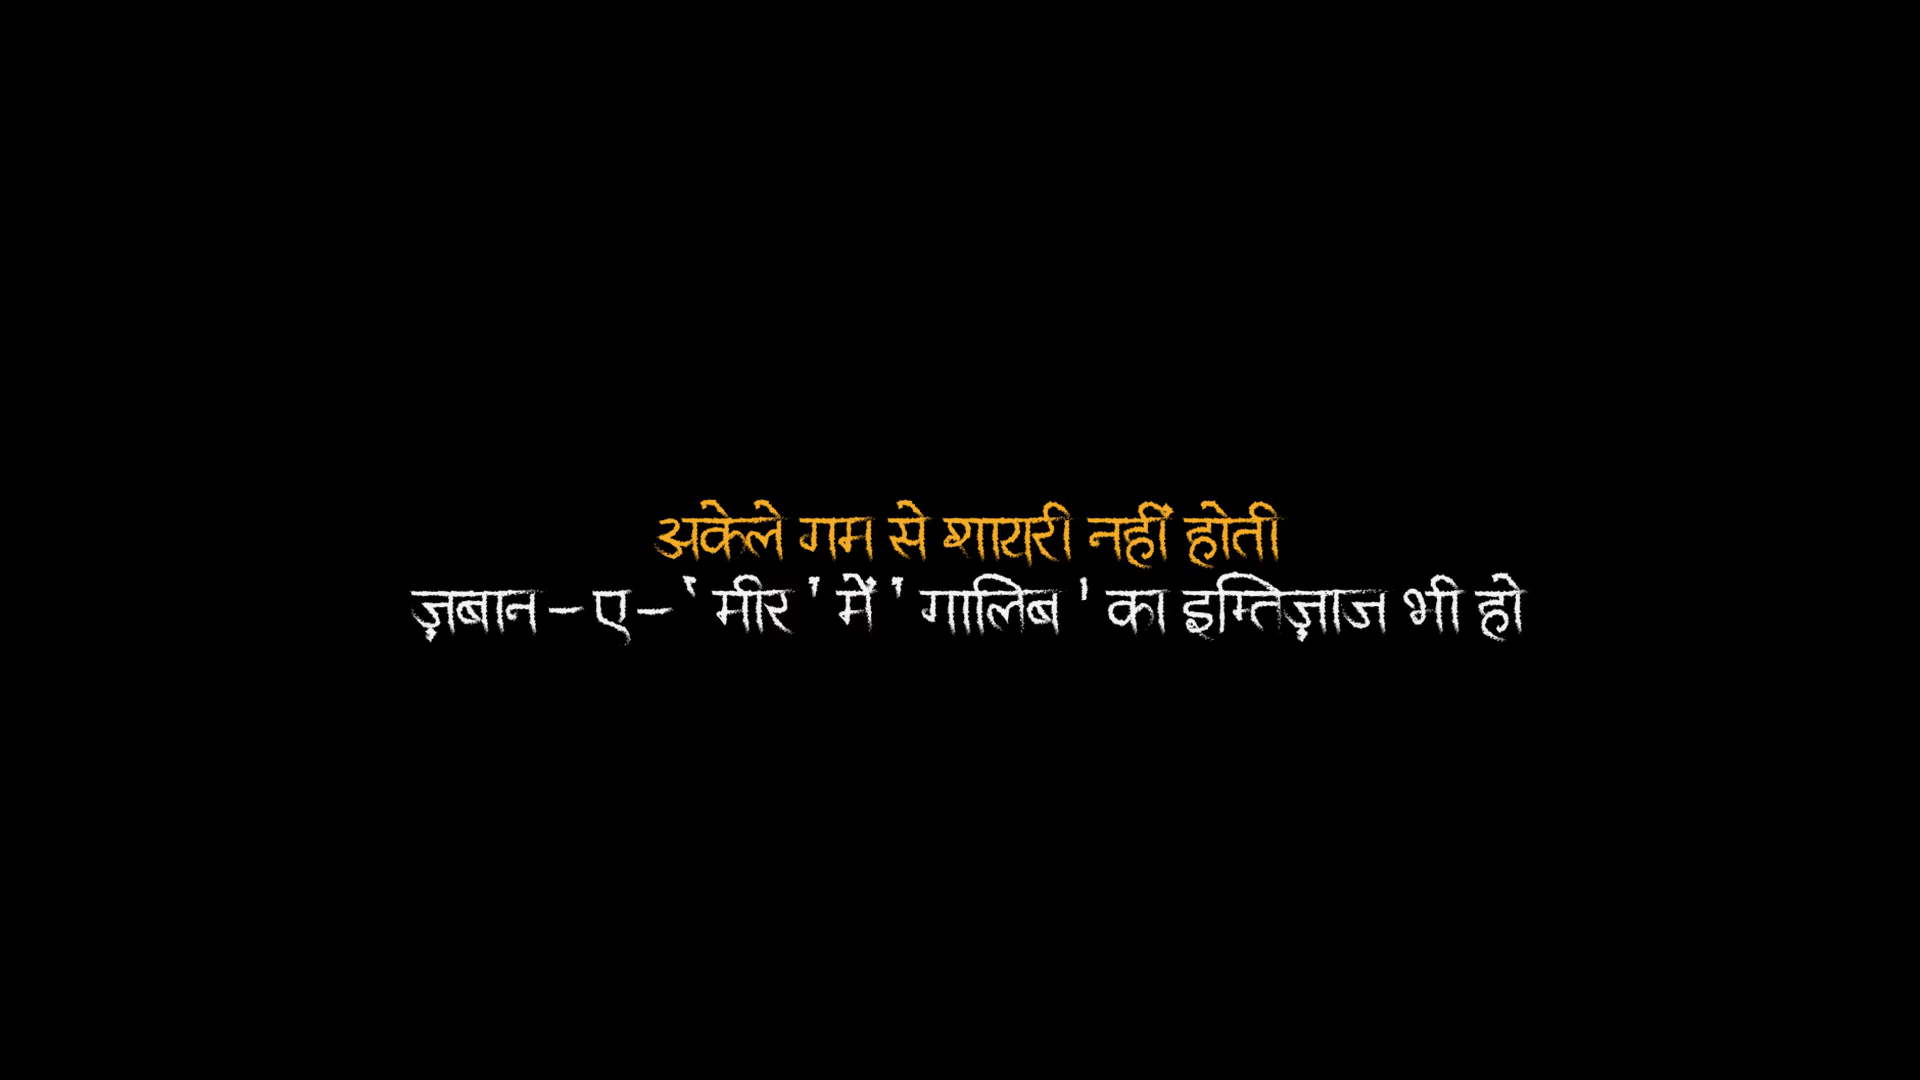 अकेले गम से शायरी नहीं होती
ज़बान-ए-‛मीर' में 'गालिब' का इम्तिज़ाज भी हो